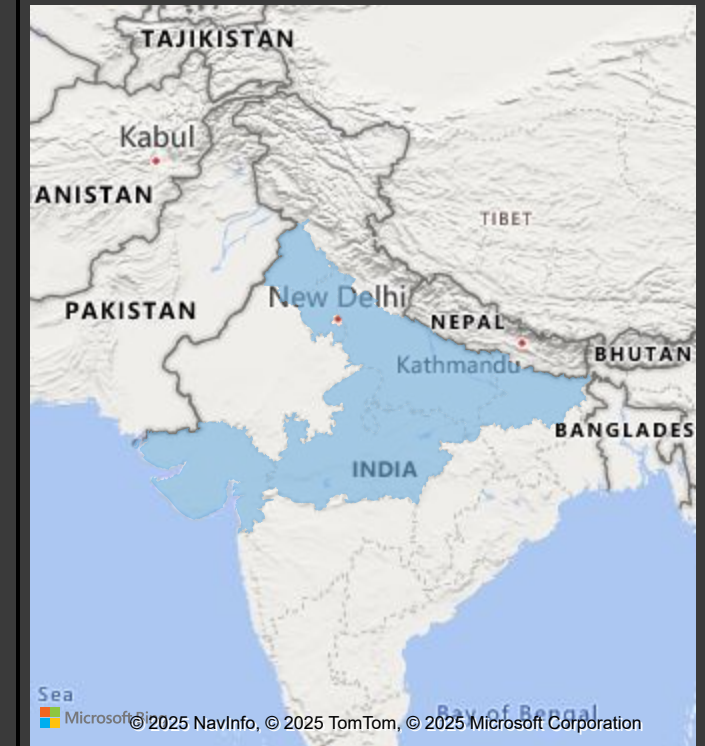 TAJIKISTAN
Kabul
ANISTAN
TIBET
New Delhi
PAKISTAN
NEPAL
BHUTAN
Kathmandu
BANGLADES
INDIA
Sea
Bay of Bengal
Microsoft Bing
© 2025 NavInfo, © 2025 TomTom, © 2025 Microsoft Corporation